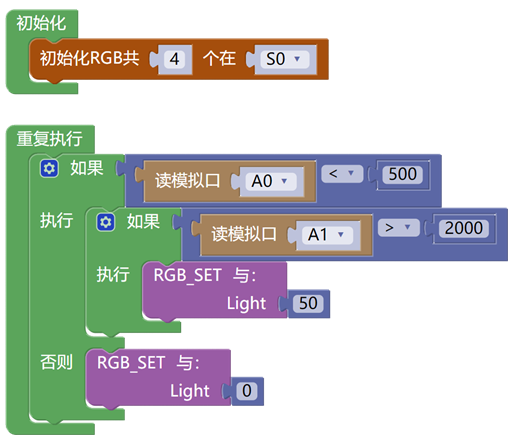 初始化
初始化RGB共 4 个在 S0
重复执行
如果 读模拟口 A0 < 500
执行 如果 读模拟口 A1 > 2000
执行 RGB_SET 与:
Light 50
否则 RGB_SET 与:
Light 0